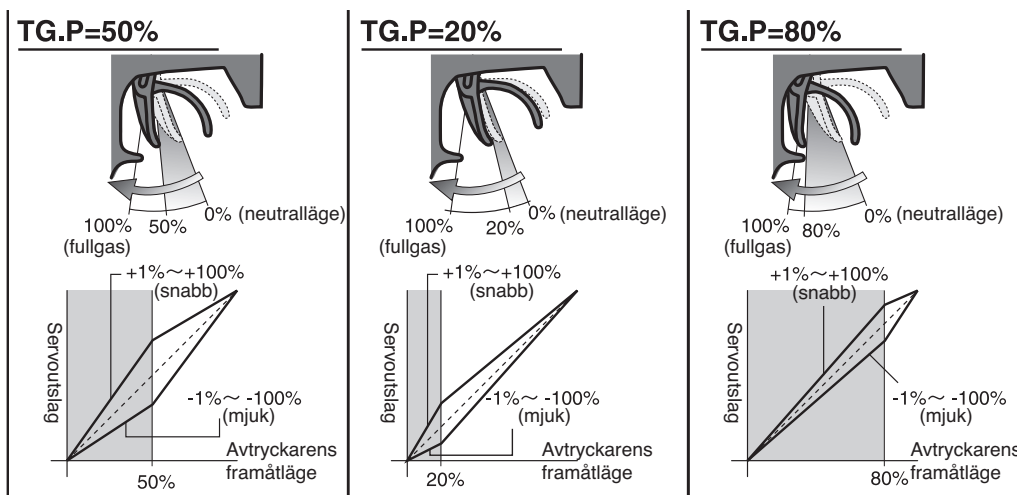 TG.P=50%
0% (neutralläge)
100%
(fullgas)
50%
+1%～+100%
(snabb)
Servoutslag
-1%～ -100%
(mjuk)
Avtryckarens
framåtläge
50%
TG.P=20%
0% (neutralläge)
100%
(fullgas)
20%
+1%～+100%
(snabb)
Servoutslag
-1%～ -100%
(mjuk)
Avtryckarens
framåtläge
20%
TG.P=80%
0% (neutralläge)
100%
(fullgas)
80%
+1%～+100%
(snabb)
Servoutslag
-1%～ -100%
(mjuk)
Avtryckarens
framåtläge
80%